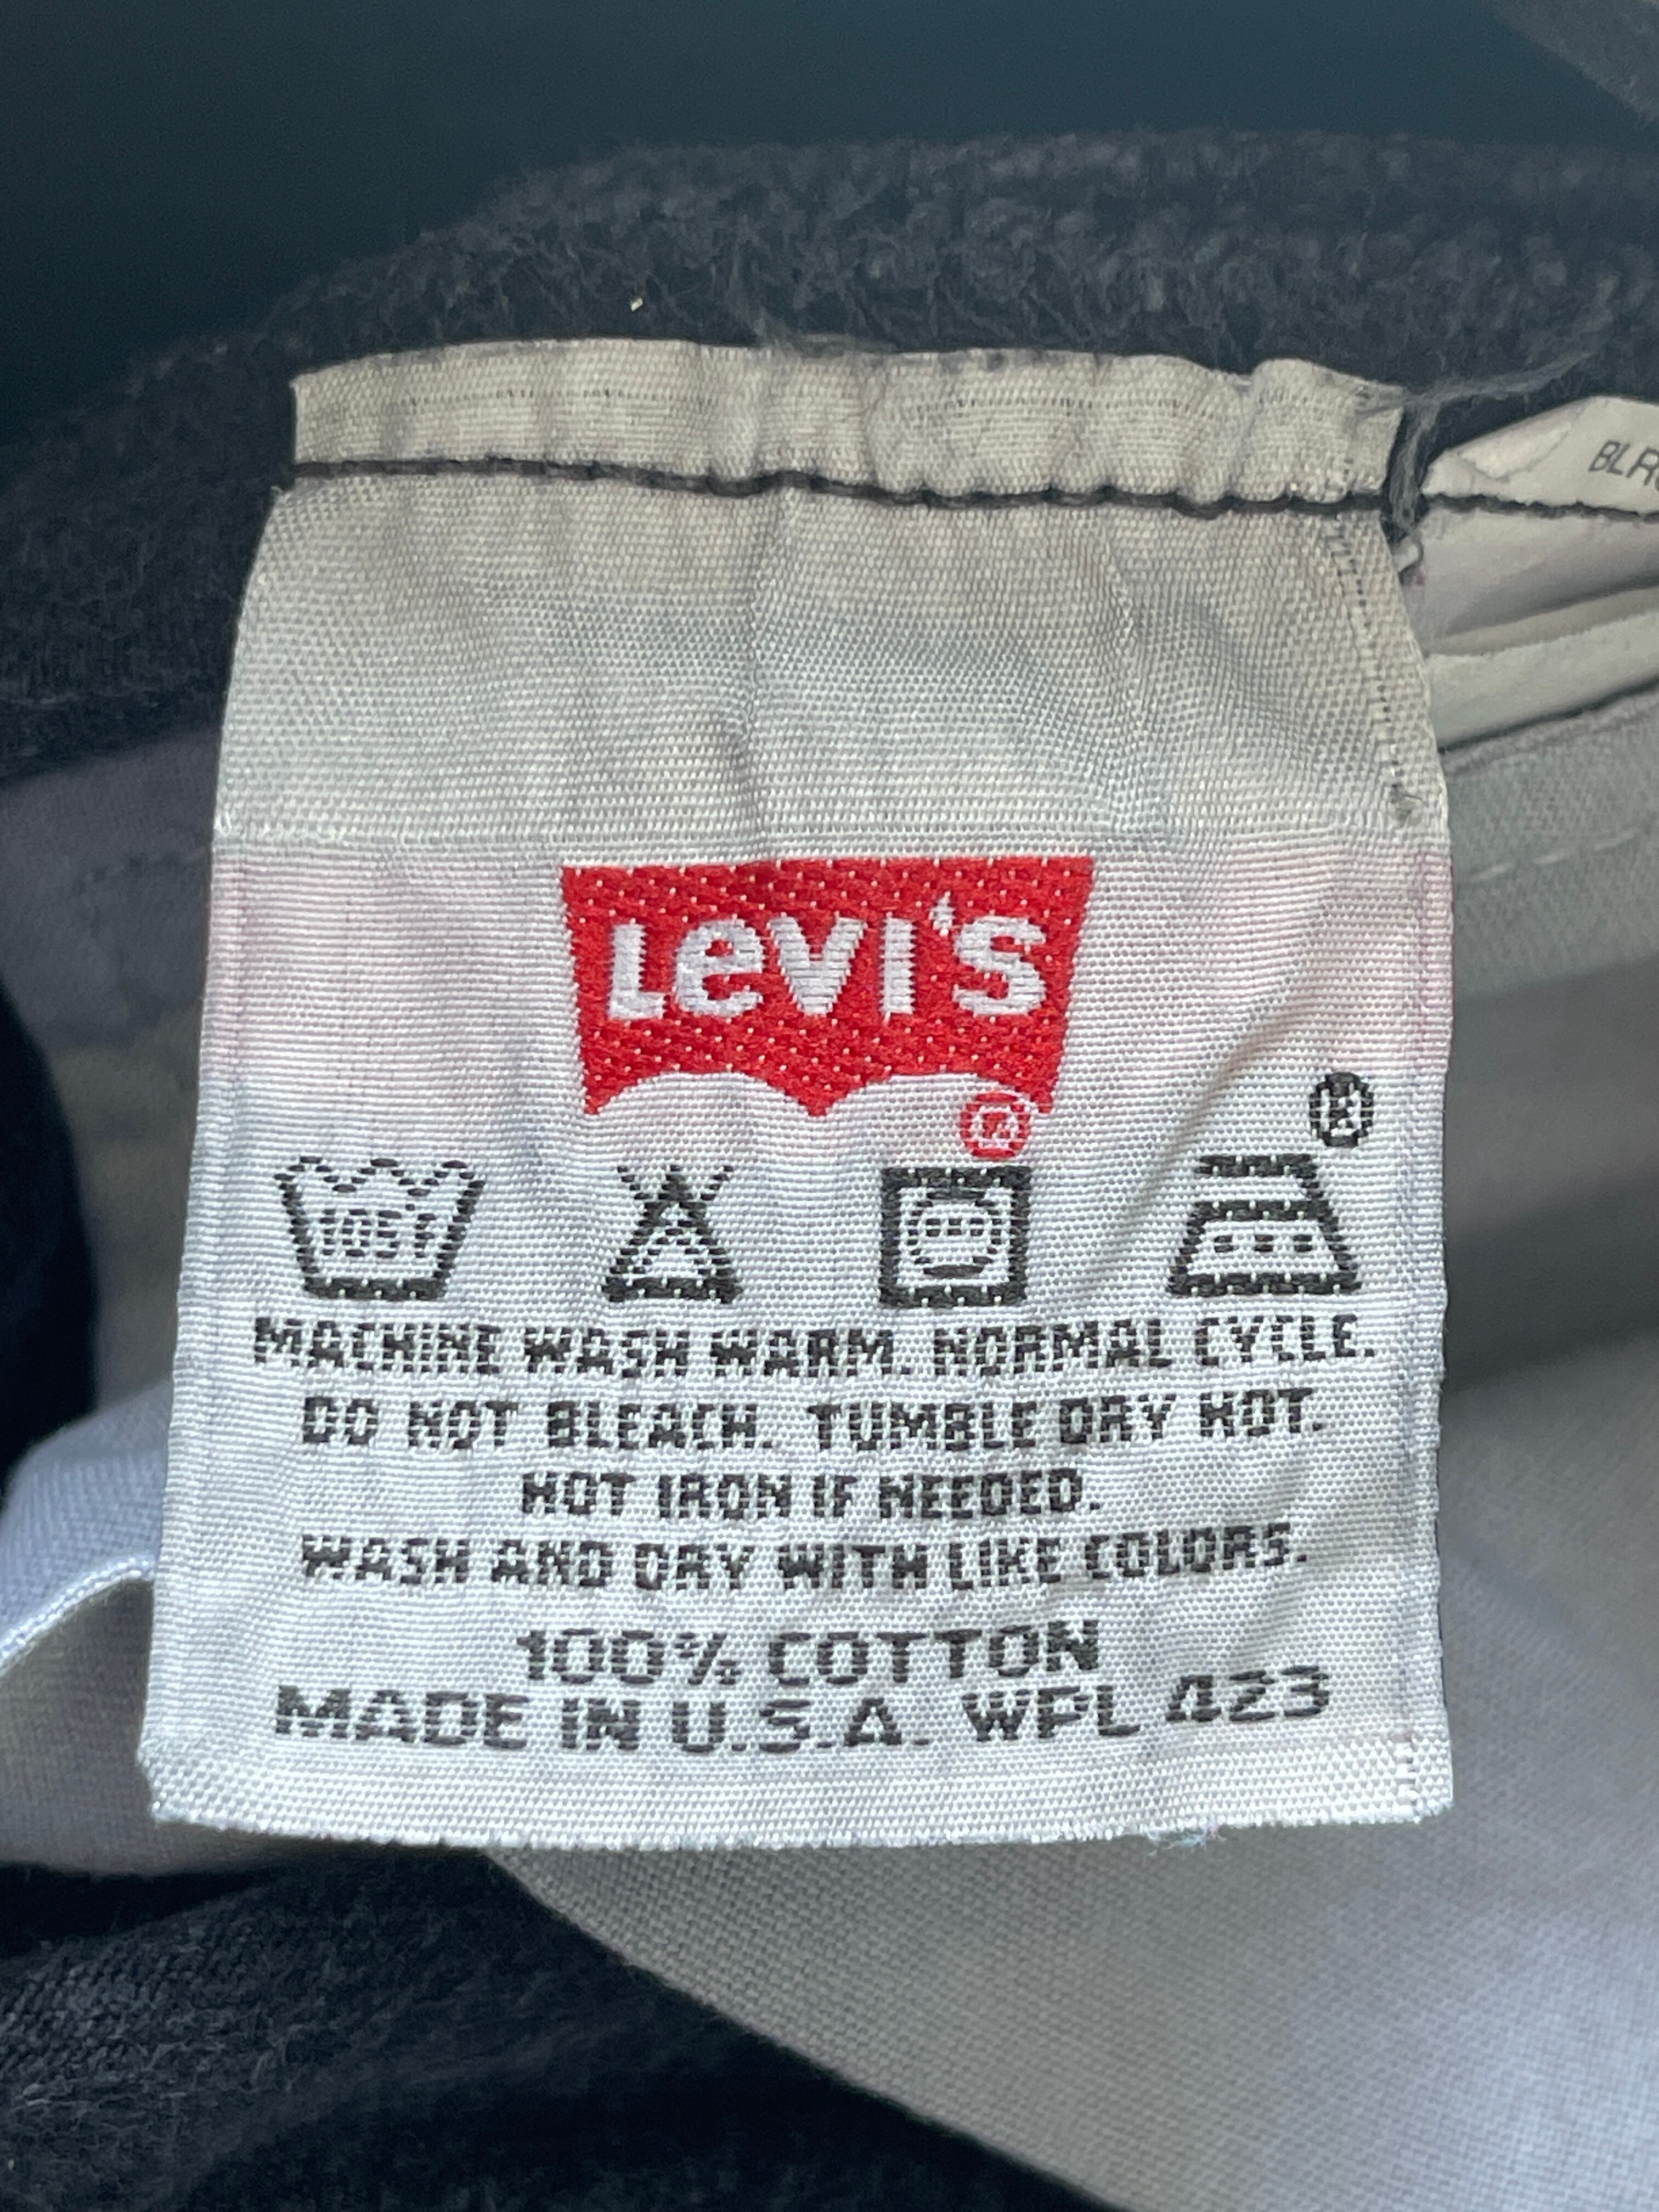 BLR
LEVI'S
®
®
105°F
MACHINE WASH WARM. NORMAL CYCLE.
DO NOT BLEACH. TUMBLE DRY HOT.
HOT IRON IF NEEDED.
WASH AND DRY WITH LIKE COLORS.
100% COTTON
MADE IN U.S.A. WPL 423